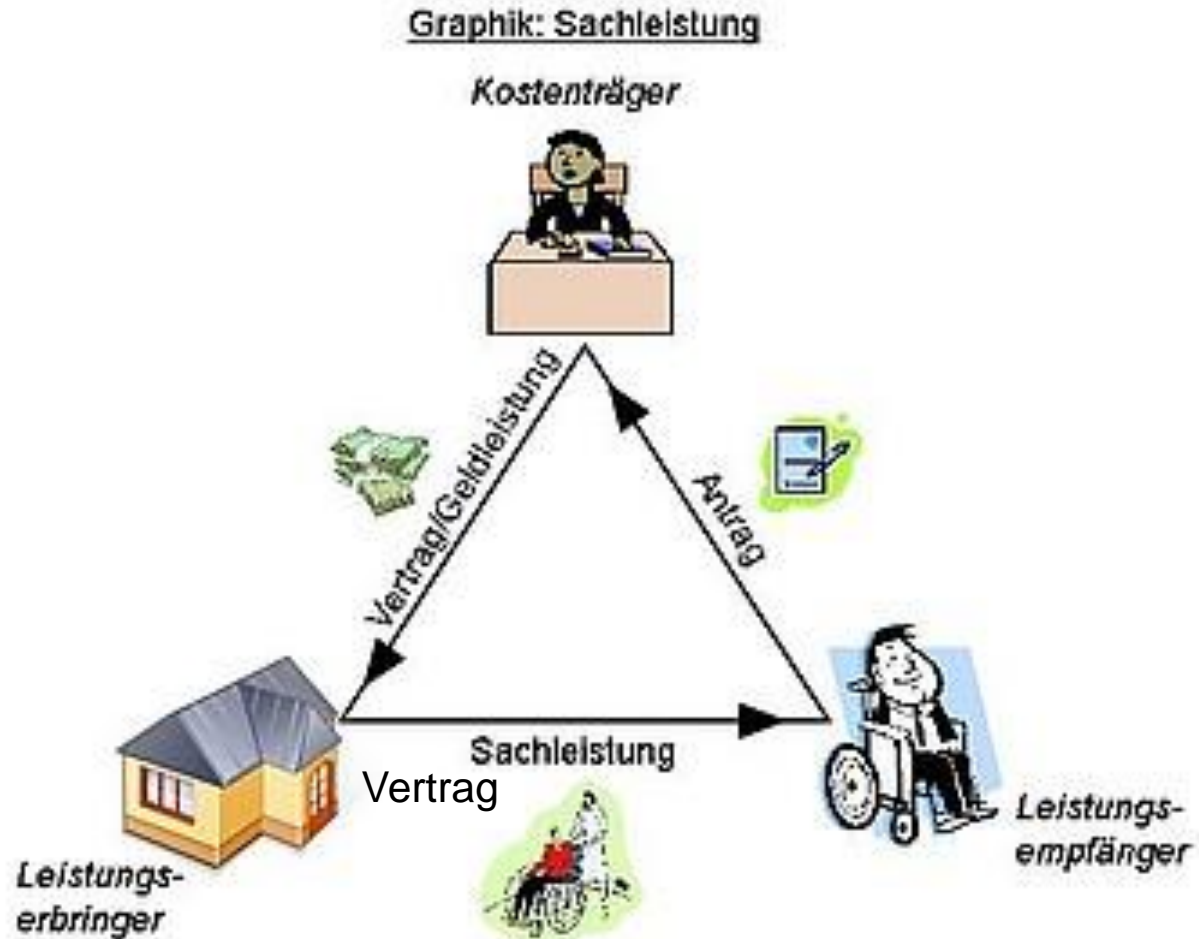 Graphik: Sachleistung
Kostenträger
Vertrag/Geldleistung
Antrag
Sachleistung
Vertrag
Leistungs-
erbringer
Leistungs-
empfänger